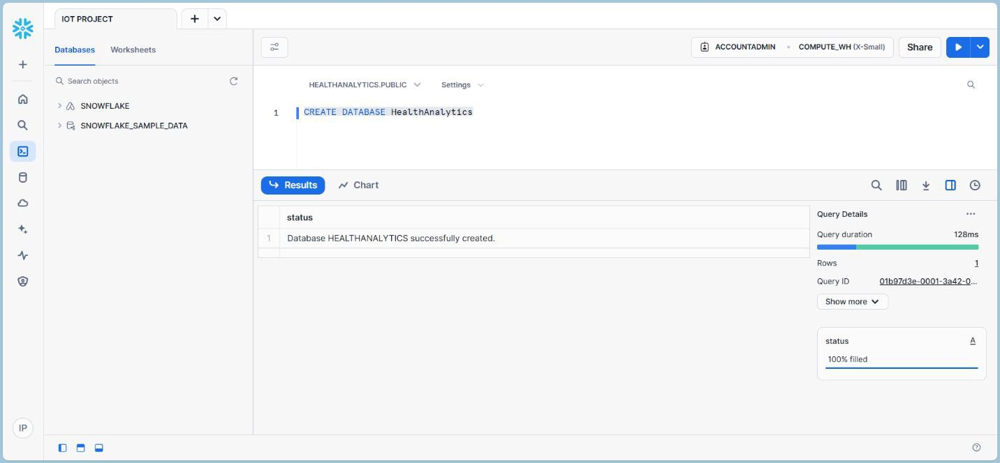 IOT PROJECT
Databases
Worksheets
ACCOUNTADMIN
COMPUTE_WH (X-Small)
Share
Search objects
SNOWFLAKE
SNOWFLAKE_SAMPLE_DATA
HEALTHANALYTICS.PUBLIC
Settings
1
CREATE DATABASE HealthAnalytics
Results
Chart
status
1
Database HEALTHANALYTICS successfully created.
Query Details
Query duration
128ms
Rows
1
Query ID
01b97d3e-0001-3a42-0...
Show more
status
A
100% filled
IP